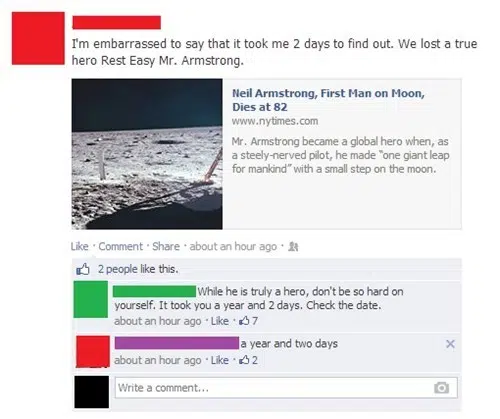 I'm embarrassed to say that it took me 2 days to find out. We lost a true
hero Rest Easy Mr. Armstrong.
Neil Armstrong, First Man on Moon,
Dies at 82
www.nytimes.com
Mr. Armstrong became a global hero when, as
a steely-nerved pilot, he made "one giant leap
for mankind" with a small step on the moon.
Like · Comment · Share · about an hour ago ·
2 people like this.
While he is truly a hero, don't be so hard on
yourself. It took you a year and 2 days. Check the date.
about an hour ago · Like · 7
a year and two days
about an hour ago · Like · 2
Write a comment...